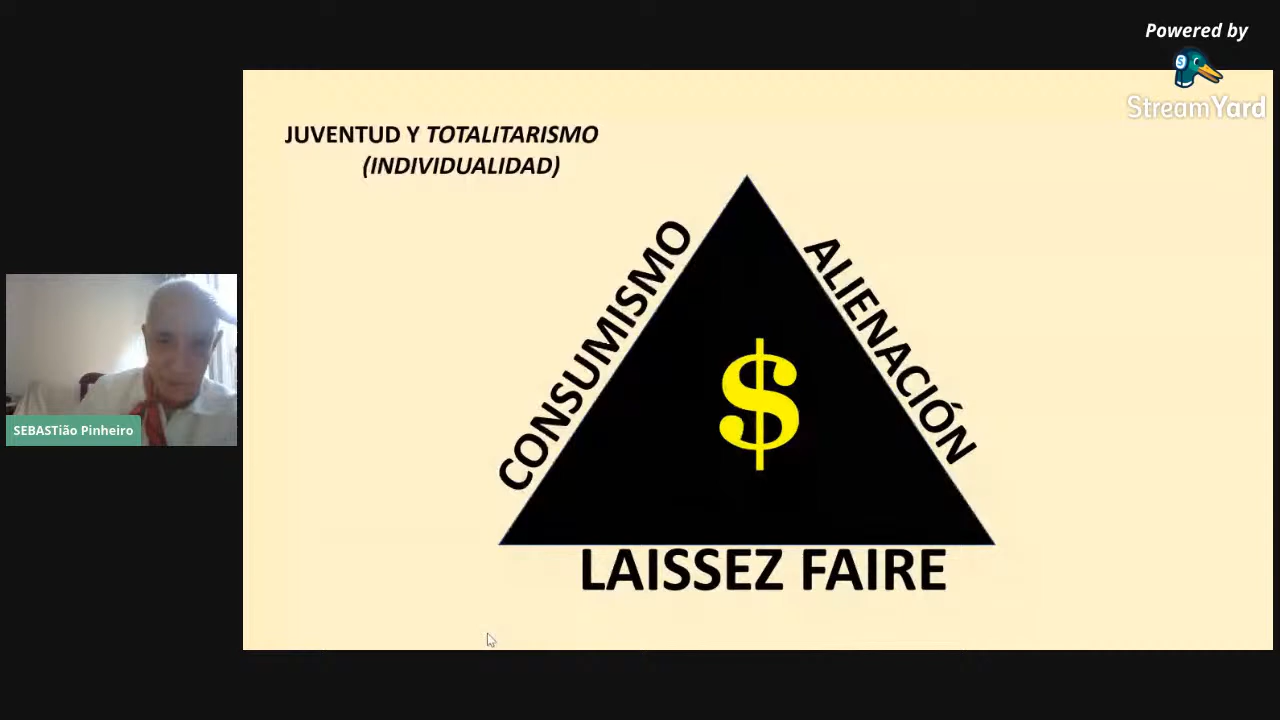 Powered by
StreamYard
JUVENTUD Y TOTALITARISMO
(INDIVIDUALIDAD)
CONSUMISMO
ALIENACIÓN
$
LAISSEZ FAIRE
SEBASTião Pinheiro